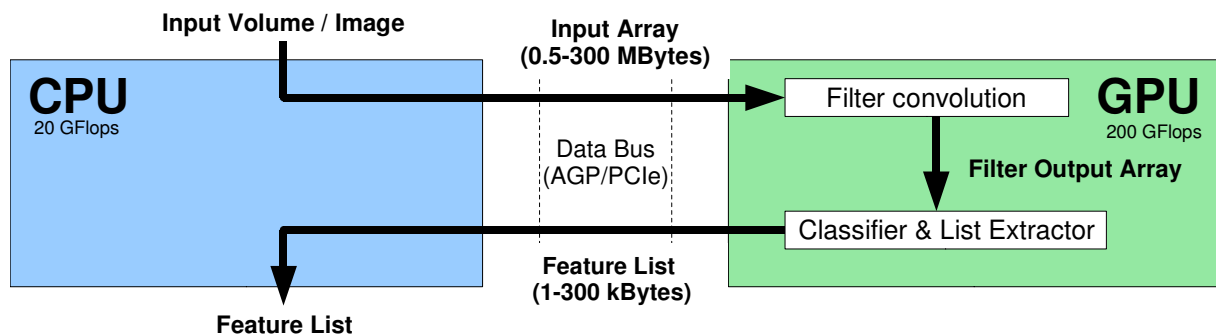 Input Volume / Image
Input Array
(0.5-300 MBytes)
CPU
20 GFlops
Filter convolution
GPU
200 GFlops
Data Bus
(AGP/PCIe)
Filter Output Array
Classifier & List Extractor
Feature List
(1-300 kBytes)
Feature List